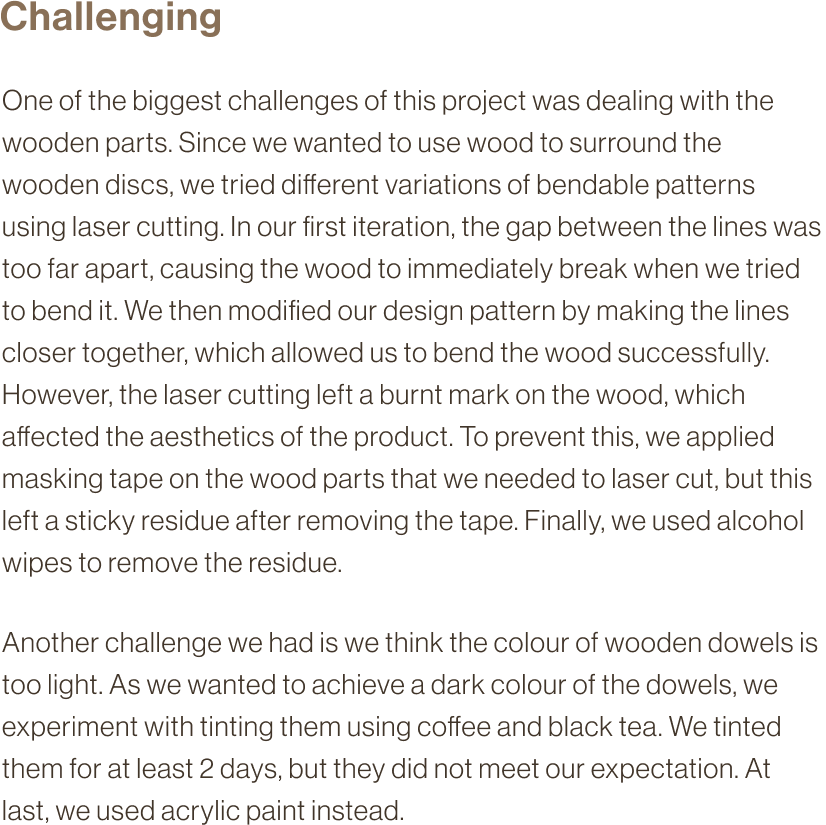 Challenging
One of the biggest challenges of this project was dealing with the
wooden parts. Since we wanted to use wood to surround the
wooden discs, we tried different variations of bendable patterns
using laser cutting. In our first iteration, the gap between the lines was
too far apart, causing the wood to immediately break when we tried
to bend it. We then modified our design pattern by making the lines
closer together, which allowed us to bend the wood successfully.
However, the laser cutting left a burnt mark on the wood, which
affected the aesthetics of the product. To prevent this, we applied
masking tape on the wood parts that we needed to laser cut, but this
left a sticky residue after removing the tape. Finally, we used alcohol
wipes to remove the residue.
Another challenge we had is we think the colour of wooden dowels is
too light. As we wanted to achieve a dark colour of the dowels, we
experiment with tinting them using coffee and black tea. We tinted
them for at least 2 days, but they did not meet our expectation. At
last, we used acrylic paint instead.